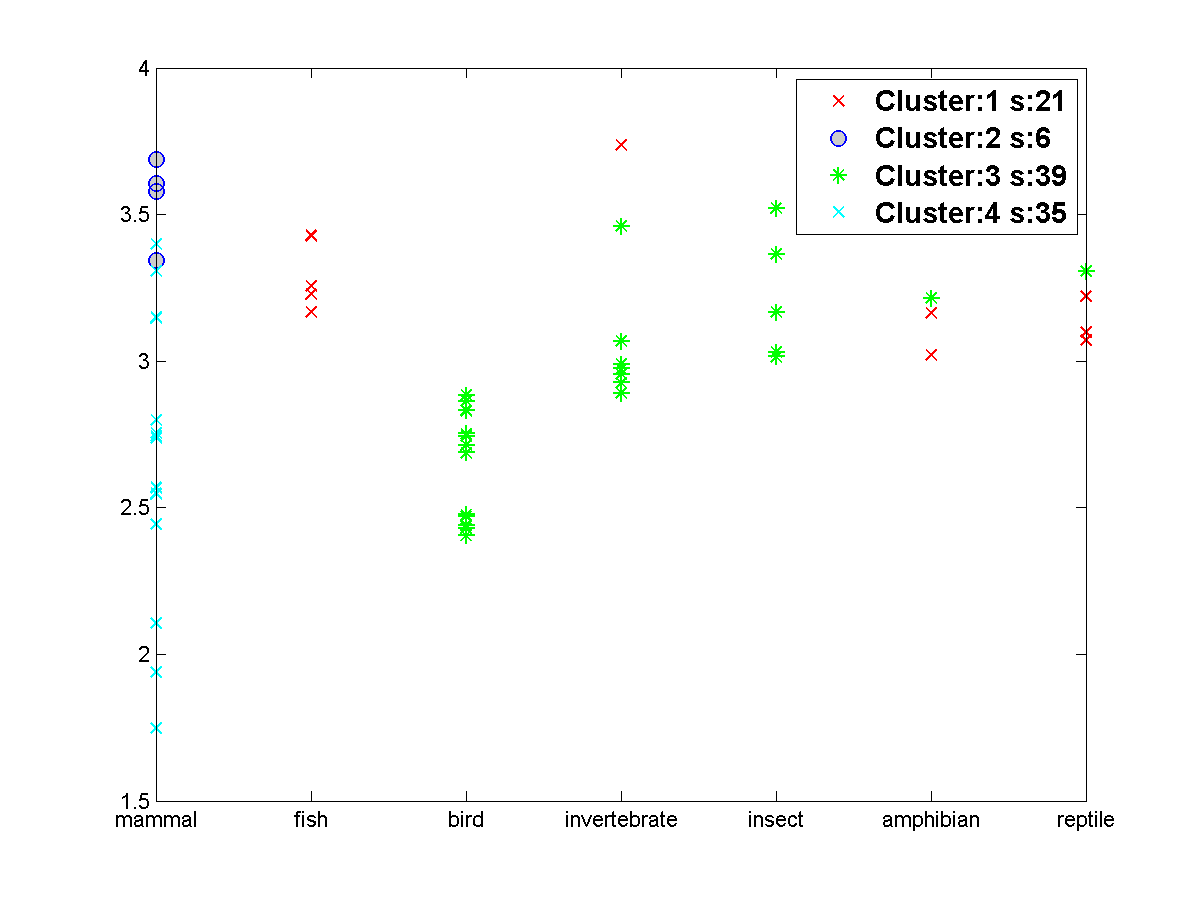 4
Cluster:1 s:21
Cluster:2 s:6
Cluster:3 s:39
Cluster:4 s:35
3.5
3
2.5
2
1.5
mammal fish bird invertebrate insect amphibian reptile